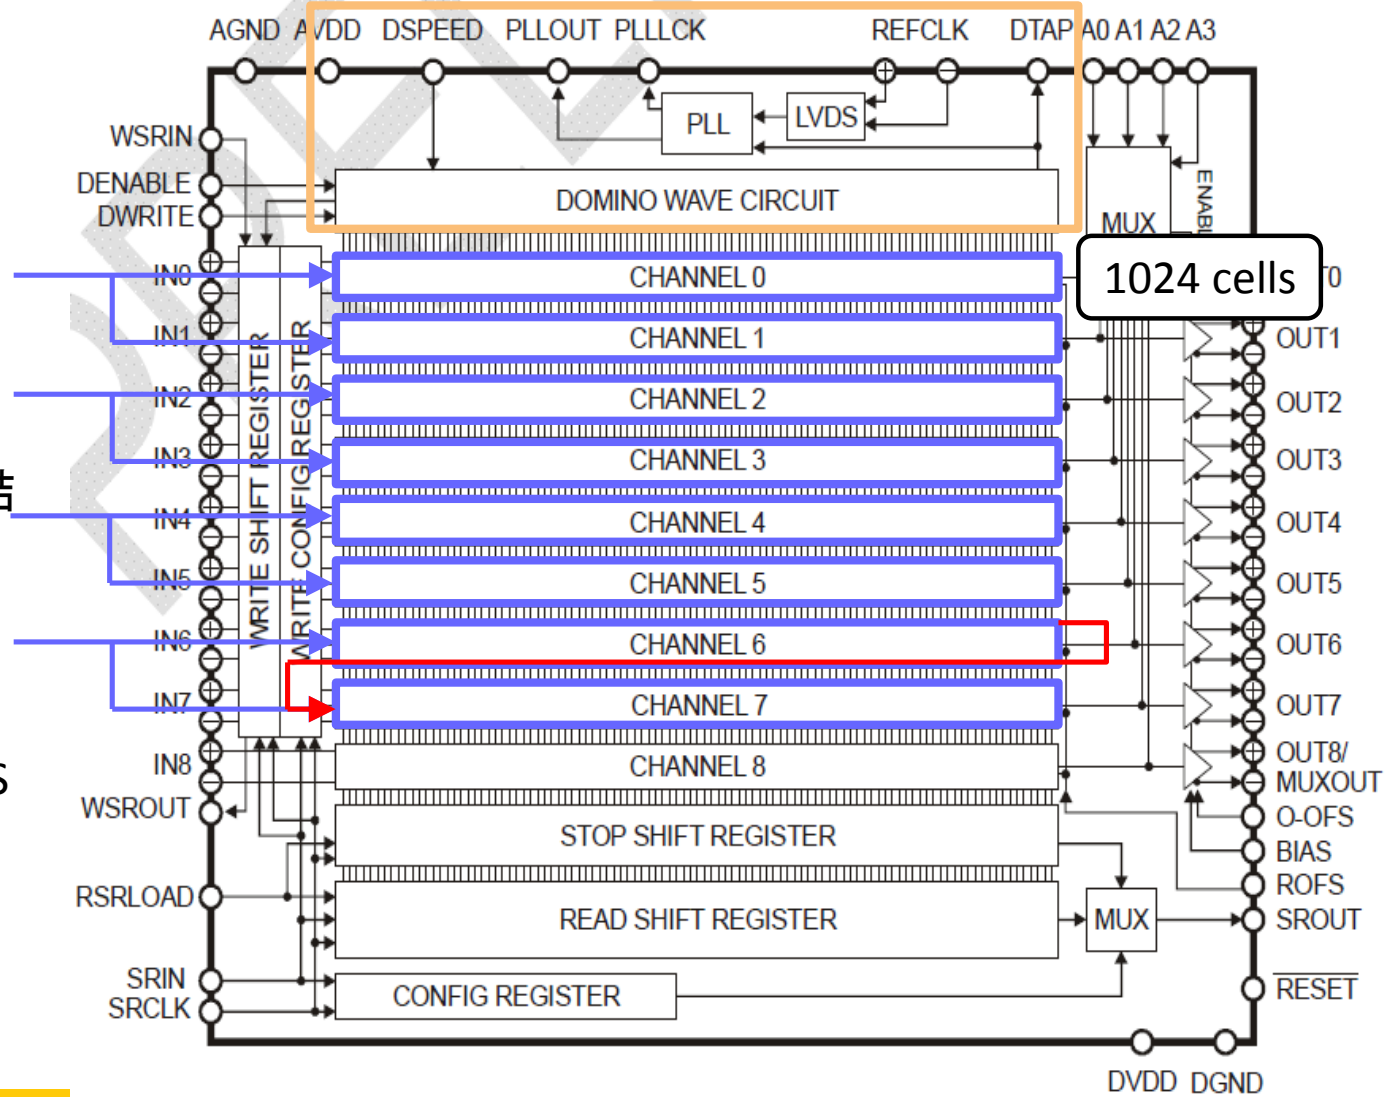 AGND AVDD DSPEED PLLOUT PLLLCK REFCLK DTAP A0 A1 A2 A3
WSRIN
PLL
LVDS
DENABLE
DWRITE
DOMINO WAVE CIRCUIT
MUX
IN0
CHANNEL 0
1024 cells
IN1
CHANNEL 1
OUT1
IN2
CHANNEL 2
OUT2
IN3
CHANNEL 3
OUT3
IN4
CHANNEL 4
OUT4
IN5
CHANNEL 5
OUT5
IN6
CHANNEL 6
OUT6
IN7
CHANNEL 7
OUT7
WRITE SHIFT REGISTER
WRITE CONFIG REGISTER
IN8
CHANNEL 8
OUT8/
MUXOUT
WSROUT
STOP SHIFT REGISTER
O-OFS
BIAS
RSRLOAD
READ SHIFT REGISTER
MUX
ROFS
SROUT
SRIN
SRCLK
CONFIG REGISTER
RESET
DVDD DGND